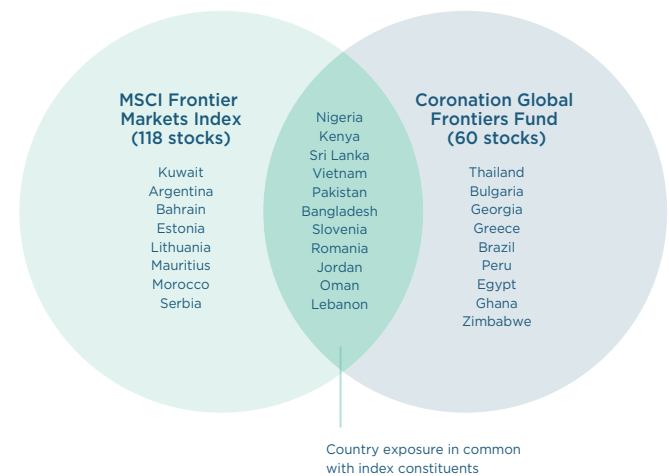 MSCI Frontier
Markets Index
(118 stocks)
Kuwait
Argentina
Bahrain
Estonia
Lithuania
Mauritius
Morocco
Serbia
Nigeria
Kenya
Sri Lanka
Vietnam
Pakistan
Bangladesh
Slovenia
Romania
Jordan
Oman
Lebanon
Coronation Global
Frontiers Fund
(60 stocks)
Thailand
Bulgaria
Georgia
Greece
Brazil
Peru
Egypt
Ghana
Zimbabwe
Country exposure in common
with index constituents